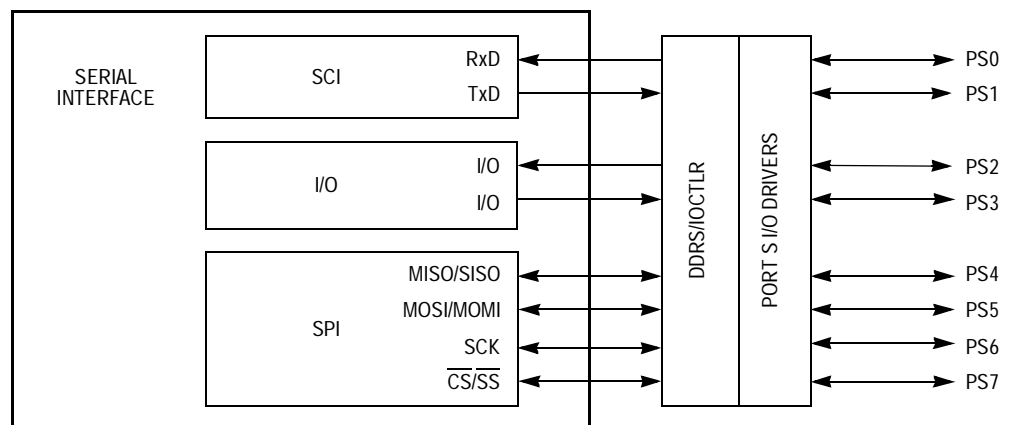 SERIAL
INTERFACE
SCI
RxD
TxD
I/O
I/O
I/O
SPI
MISO/SISO
MOSI/MOMI
SCK
CS/SS
DDRS/IOCTLR
PORT S I/O DRIVERS
PS0
PS1
PS2
PS3
PS4
PS5
PS6
PS7